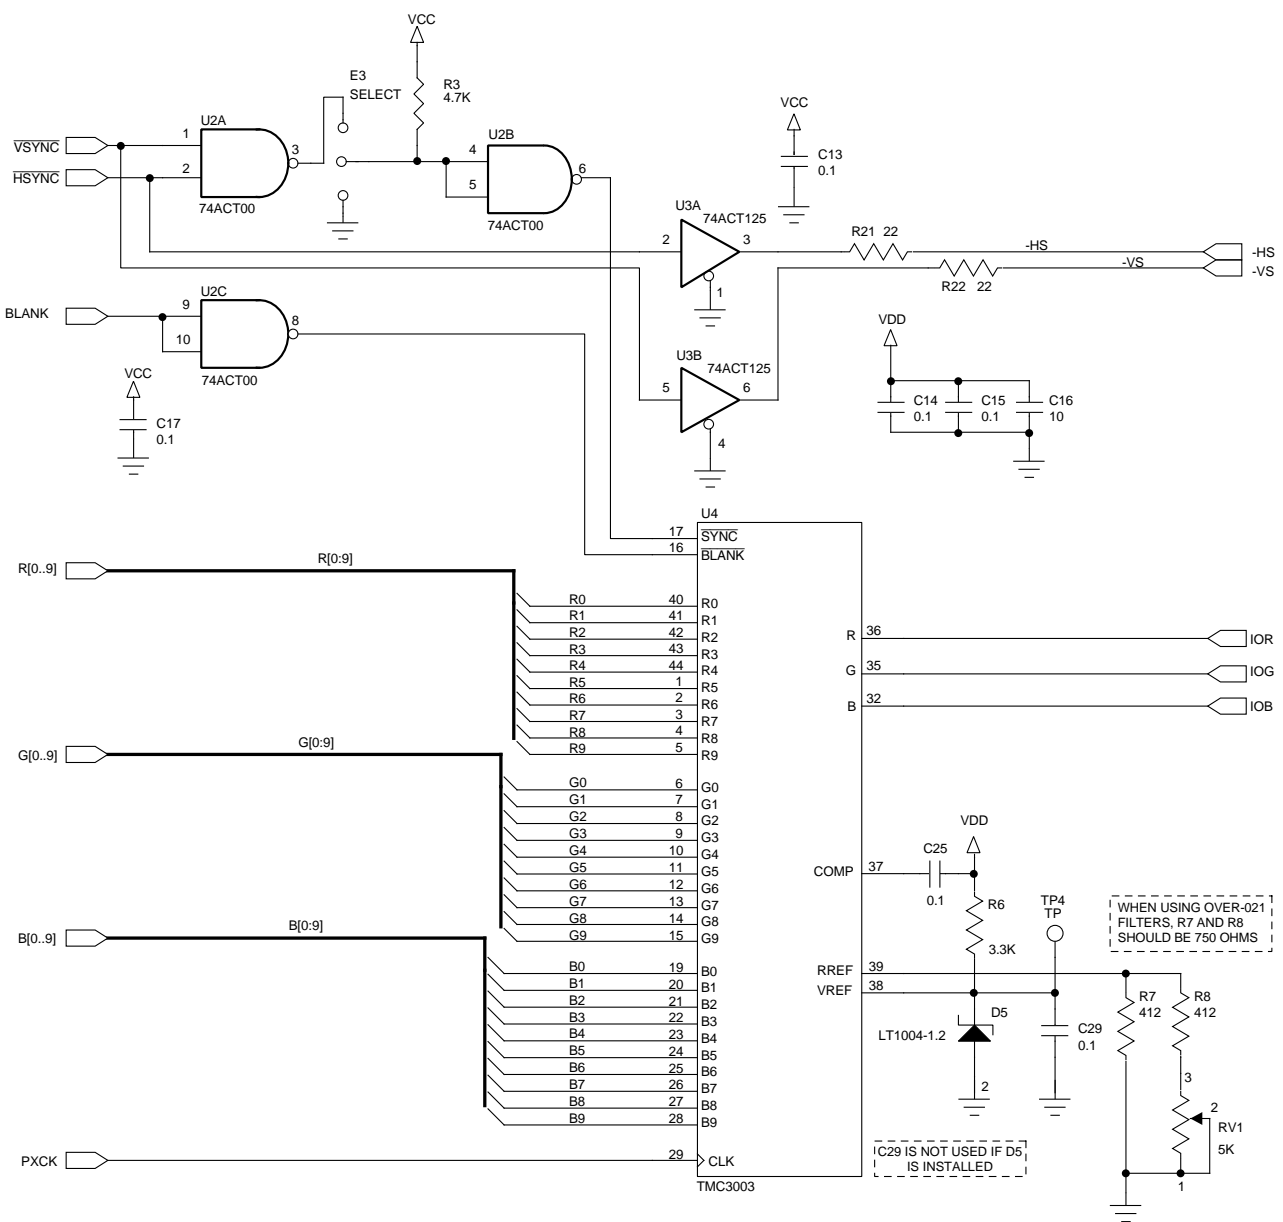 VCC
E3
SELECT
R3
4.7K
U2A
VSYNC
1
HSYNC
2
3
74ACT00
U2B
4
5
6
74ACT00
VCC
C13
0.1
U3A
74ACT125
2
3
1
R21 22
-HS
-HS
-VS
-VS
R22 22
U2C
BLANK
9
10
8
74ACT00
VCC
C17
0.1
U3B
74ACT125
5
6
4
VDD
C14
0.1
C15
0.1
C16
10
U4
17 SYNC
16 BLANK
R[0..9]
R[0:9]
R0 40 R0
R1 41 R1
R2 42 R2
R3 43 R3
R4 44 R4
R5 1 R5
R6 2 R6
R7 3 R7
R8 4 R8
R9 5 R9
R 36 IOR
G 35 IOG
B 32 IOB
G[0..9]
G[0:9]
G0 6 G0
G1 7 G1
G2 8 G2
G3 9 G3
G4 10 G4
G5 11 G5
G6 12 G6
G7 13 G7
G8 14 G8
G9 15 G9
B[0..9]
B[0:9]
B0 19 B0
B1 20 B1
B2 21 B2
B3 22 B3
B4 23 B4
B5 24 B5
B6 25 B6
B7 26 B7
B8 27 B8
B9 28 B9
PXCK
29 CLK
TMC3003
VDD
COMP 37
C25
0.1
R6
3.3K
TP4
TP
WHEN USING OVER-021
FILTERS, R7 AND R8
SHOULD BE 750 OHMS
RREF 39
VREF 38
D5
LT1004-1.2
2
C29
0.1
R7
412
R8
412
3
2
RV1
5K
1
C29 IS NOT USED IF D5
IS INSTALLED